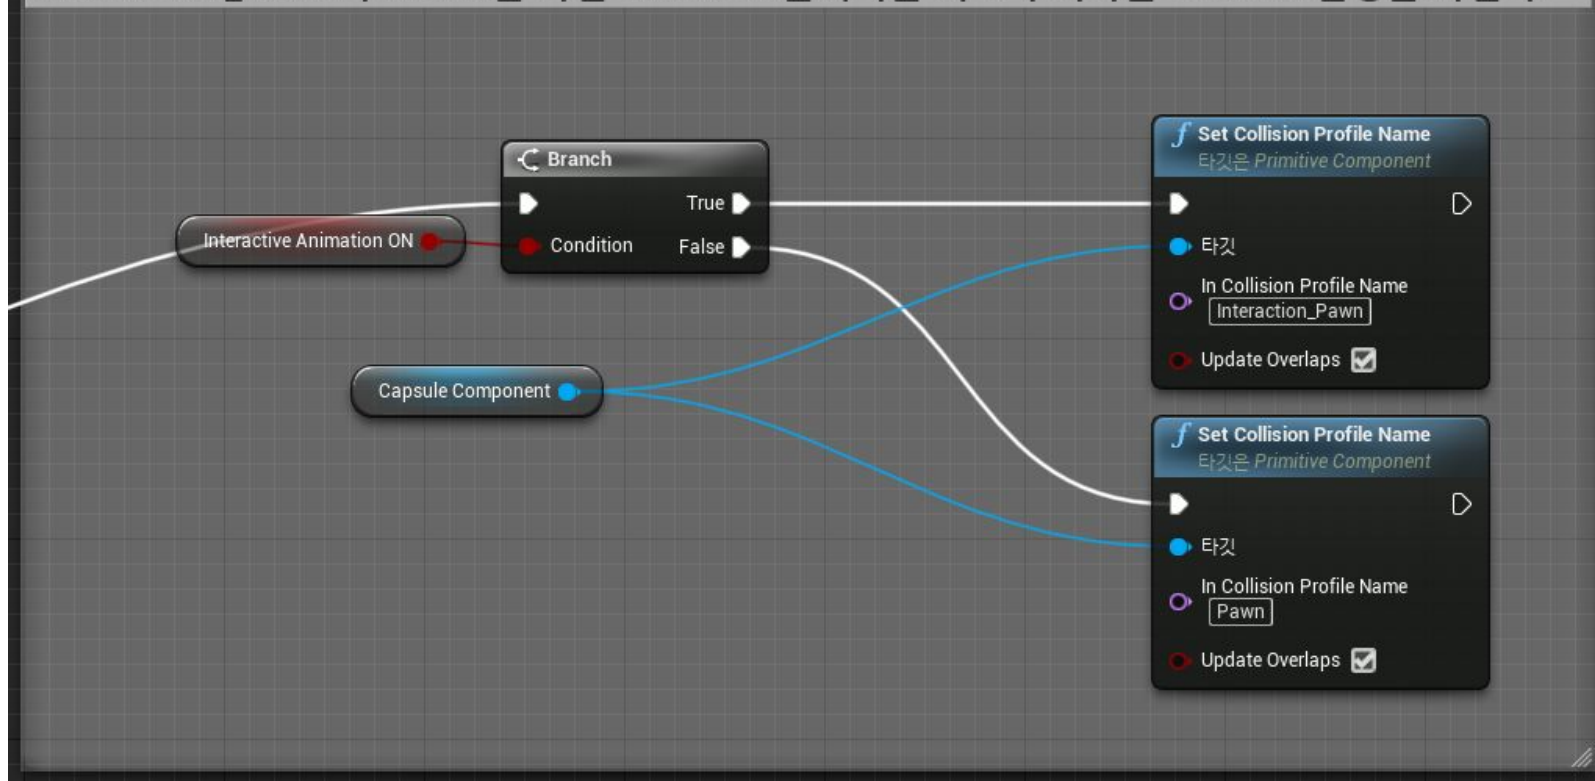 Branch
True
Interactive Animation ON
Condition
False
Capsule Component
Set Collision Profile Name
타깃은 Primitive Component
타깃
In Collision Profile Name
Interaction_Pawn
Update Overlaps
Set Collision Profile Name
타깃은 Primitive Component
타깃
In Collision Profile Name
Pawn
Update Overlaps